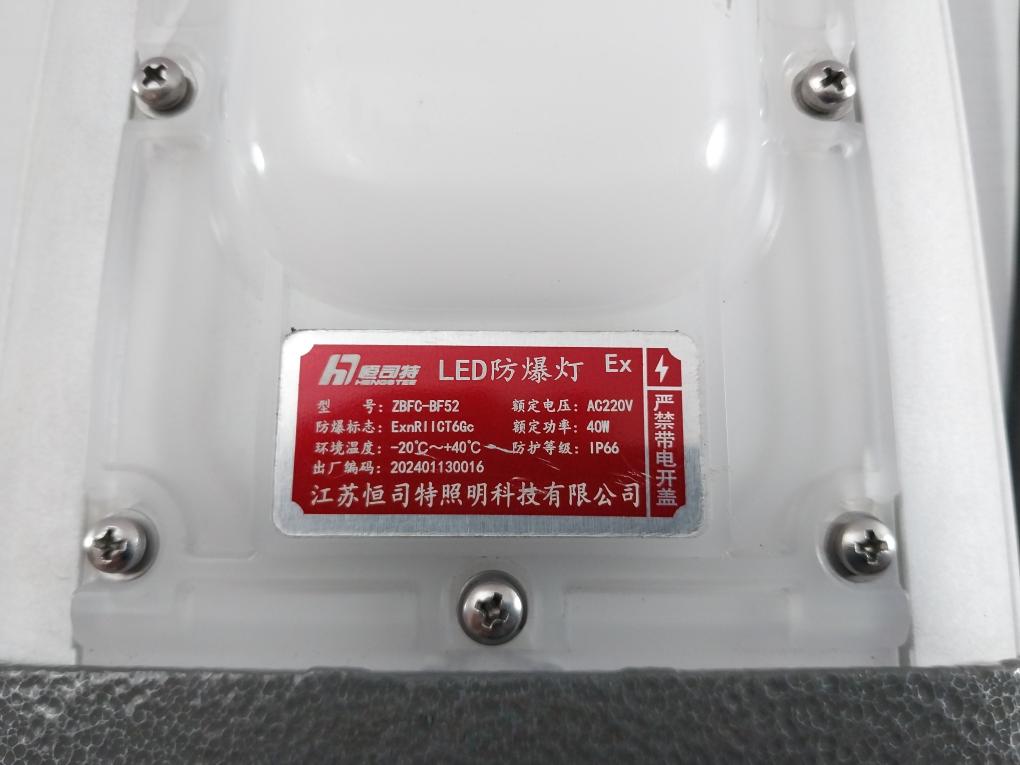 恒司特 HENGSTEE LED防爆灯 Ex
型 号：ZBFC-BF52 额定电压：AC220V
防爆标志：ExnRIICT6Gc 额定功率：40W
环境温度：-20℃～+40℃ 防护等级：IP66
出厂编码：202401130016
江苏恒司特照明科技有限公司
严禁带电开盖